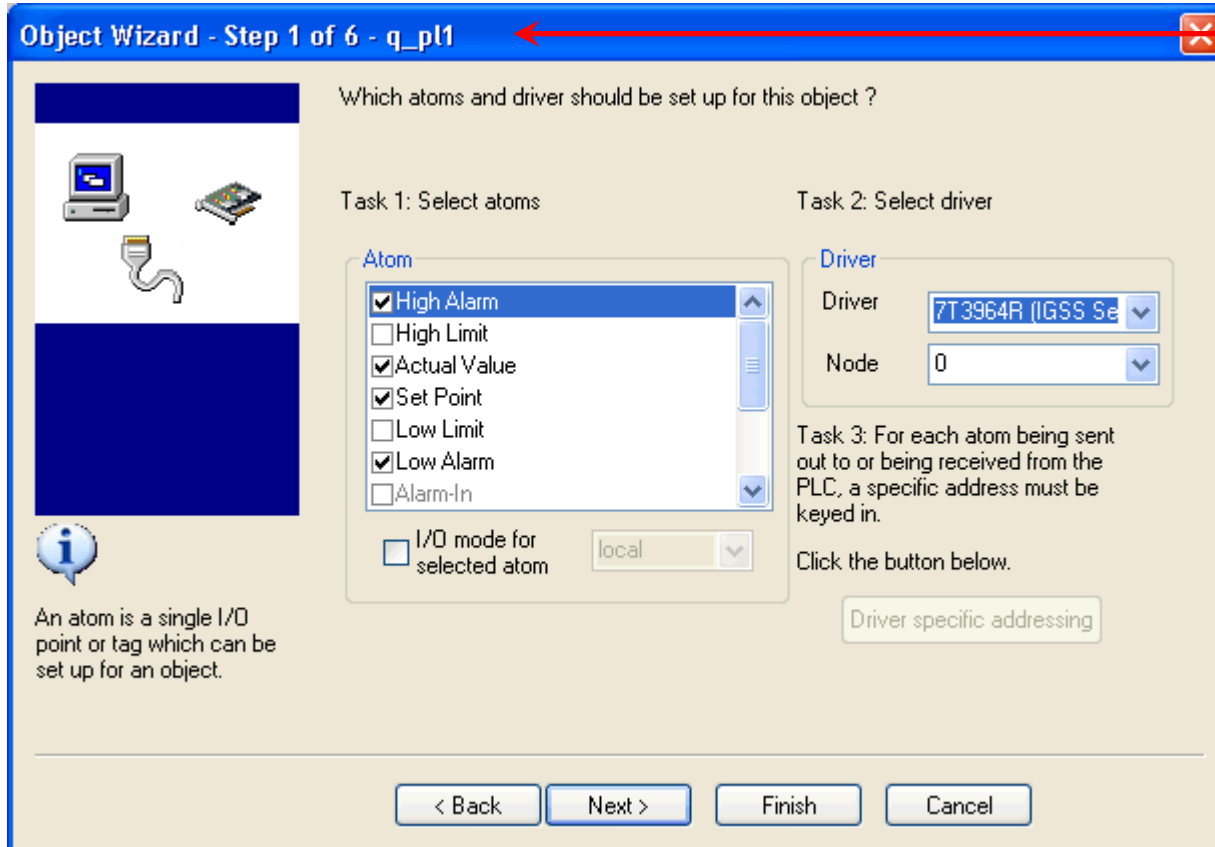 Object Wizard - Step 1 of 6 - q_pl1
Which atoms and driver should be set up for this object ?
Task 1: Select atoms
Atom
High Alarm
High Limit
Actual Value
Set Point
Low Limit
Low Alarm
Alarm-In
I/O mode for
selected atom
local
Task 2: Select driver
Driver
Driver
7T3964R (IGSS Se
Node
0
Task 3: For each atom being sent
out to or being received from the
PLC, a specific address must be
keyed in.
Click the button below.
Driver specific addressing
An atom is a single I/O
point or tag which can be
set up for an object.
< Back
Next >
Finish
Cancel